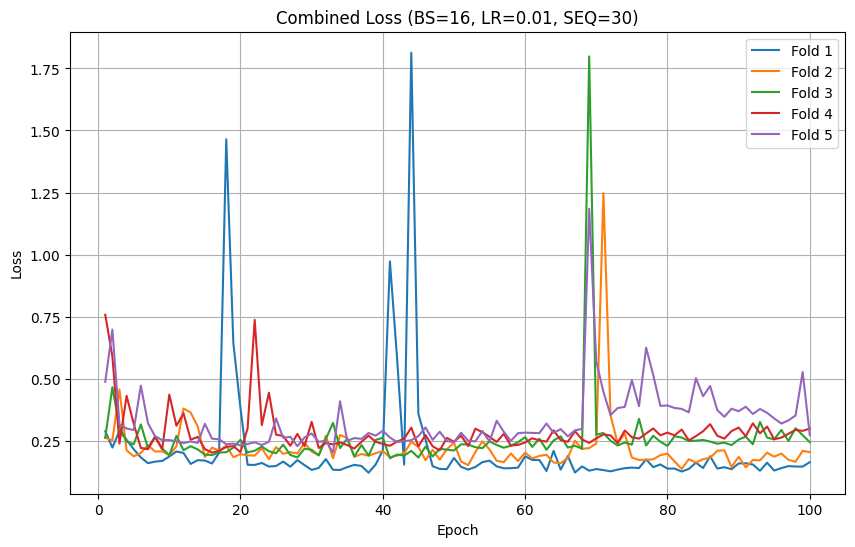 Combined Loss (BS=16, LR=0.01, SEQ=30)
Loss
1.75
1.50
1.25
1.00
0.75
0.50
0.25
0
20
40
60
80
100
Epoch
Fold 1
Fold 2
Fold 3
Fold 4
Fold 5